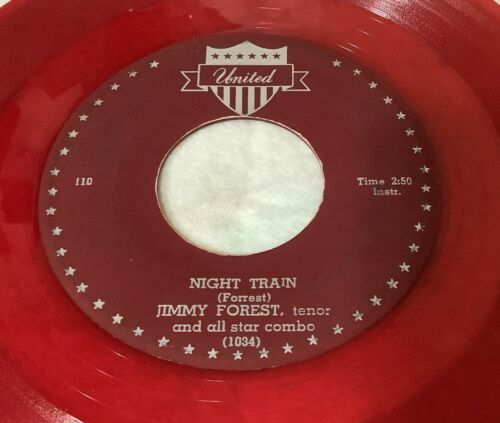 United
110
Time 2:50
Instr.
NIGHT TRAIN
(Forrest)
JIMMY FOREST, tenor
and all star combo
(1034)